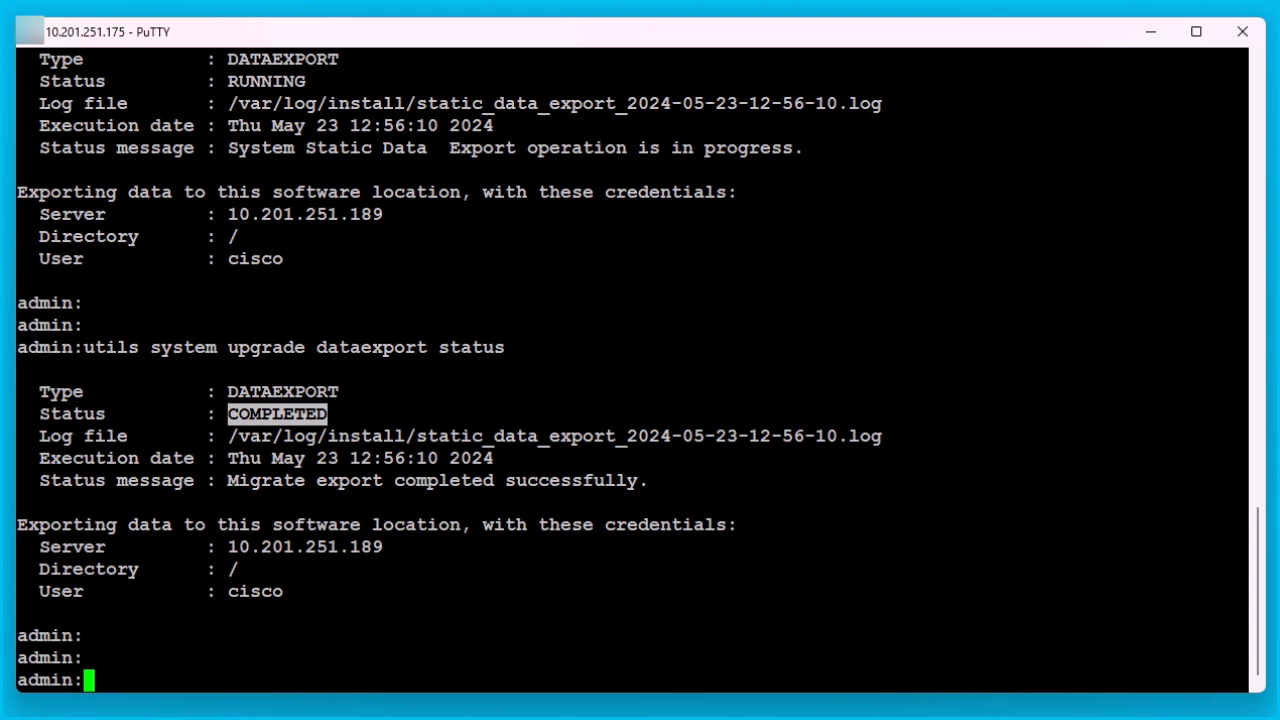 10.201.251.175 - PuTTY
Type : DATAEXPORT
Status : RUNNING
Log file : /var/log/install/static_data_export_2024-05-23-12-56-10.log
Execution date : Thu May 23 12:56:10 2024
Status message : System Static Data  Export operation is in progress.
Exporting data to this software location, with these credentials:
Server : 10.201.251.189
Directory : /
User : cisco
admin:
admin:
admin:utils system upgrade dataexport status
Type : DATAEXPORT
Status : COMPLETED
Log file : /var/log/install/static_data_export_2024-05-23-12-56-10.log
Execution date : Thu May 23 12:56:10 2024
Status message : Migrate export completed successfully.
Exporting data to this software location, with these credentials:
Server : 10.201.251.189
Directory : /
User : cisco
admin:
admin:
admin: